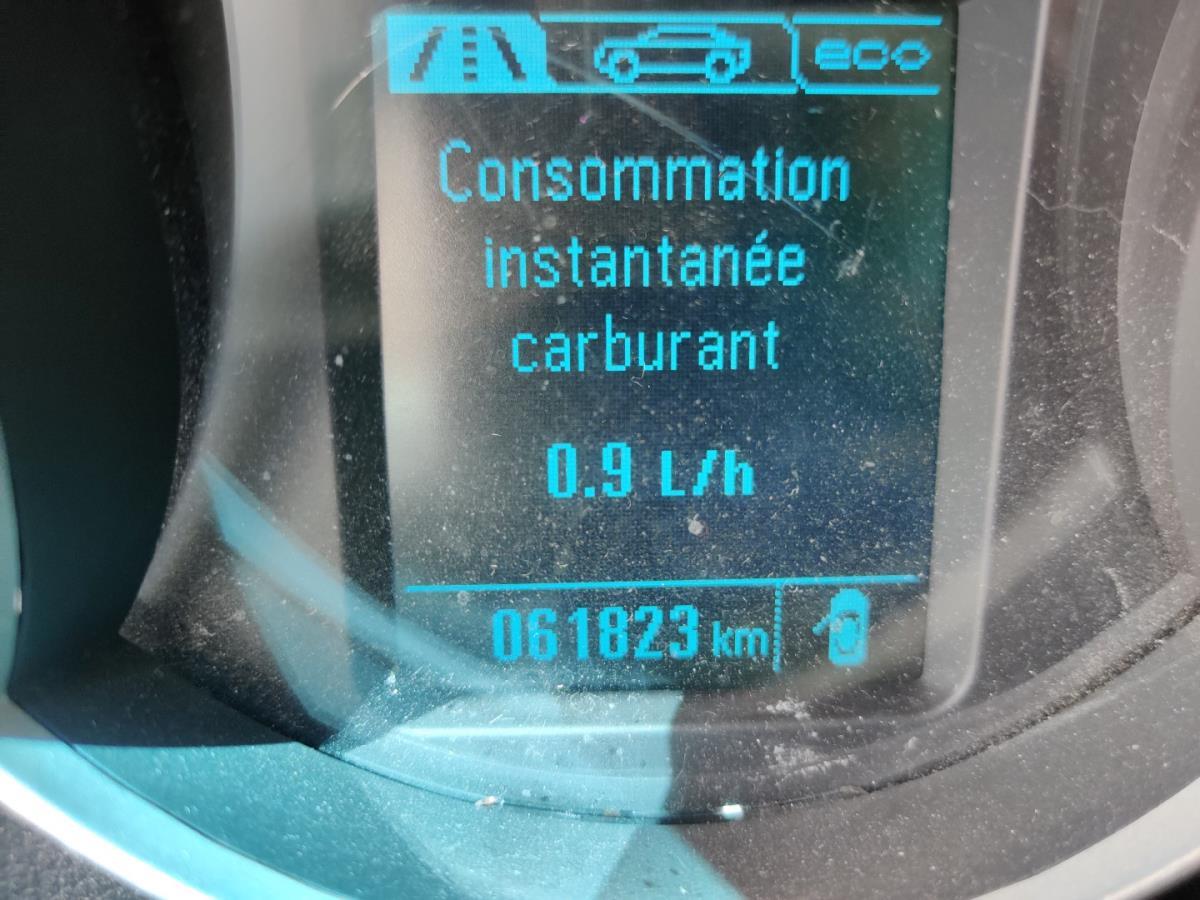 eco
Consommation
instantanée
carburant
0.9 L/h
061823 km